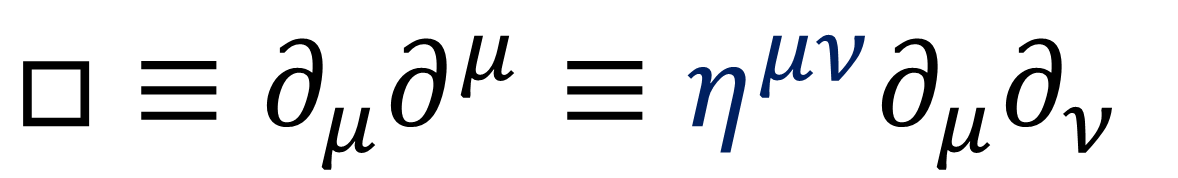 □ ≡ ∂_μ ∂^μ ≡ η^{μν} ∂_μ ∂_ν